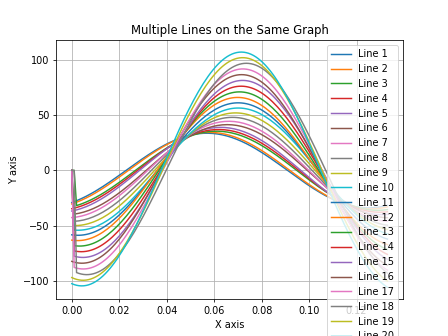 Multiple Lines on the Same Graph
Y axis
100
50
0
−50
−100
0.00
0.02
0.04
0.06
0.08
0.10
X axis
Line 1
Line 2
Line 3
Line 4
Line 5
Line 6
Line 7
Line 8
Line 9
Line 10
Line 11
Line 12
Line 13
Line 14
Line 15
Line 16
Line 17
Line 18
Line 19
Line 20